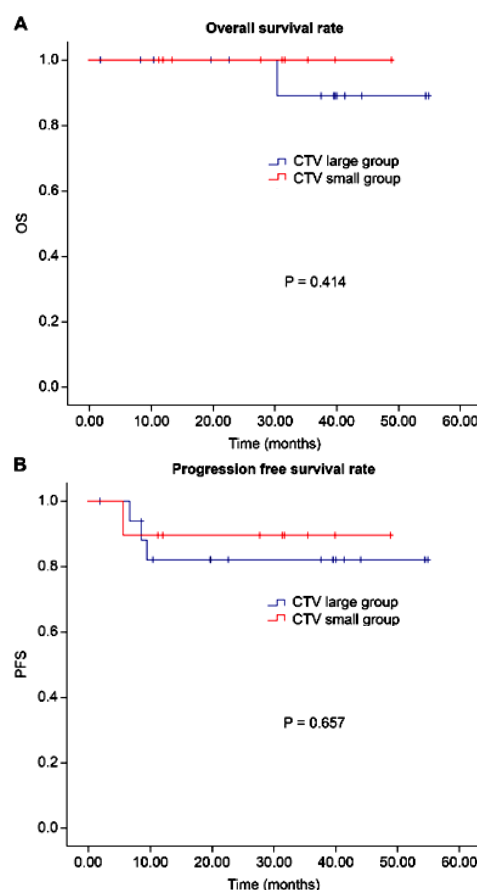 A
Overall survival rate
1.0
0.8
0.6
0.4
0.2
0.0
OS
CTV large group
CTV small group
P = 0.414
0.00 10.00 20.00 30.00 40.00 50.00 60.00
Time (months)
B
Progression free survival rate
1.0
0.8
0.6
0.4
0.2
0.0
PFS
CTV large group
CTV small group
P = 0.657
0.00 10.00 20.00 30.00 40.00 50.00 60.00
Time (months)